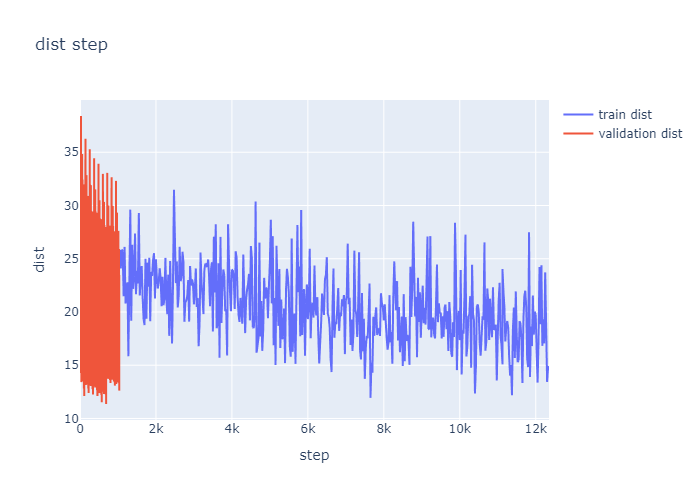 dist step
train dist
validation dist
35
30
25
20
15
10
dist
0 2k 4k 6k 8k 10k 12k
step